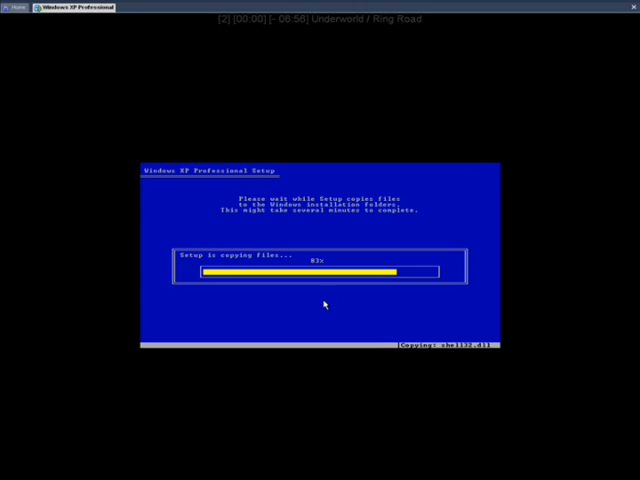 Home
Windows XP Professional
[2] [00:00] [- 06:56] Underworld / Ring Road
Windows XP Professional Setup
Please wait while Setup copies files
to the Windows installation folders.
This might take several minutes to complete.
Setup is copying files...
83%
Copying: shell32.dll